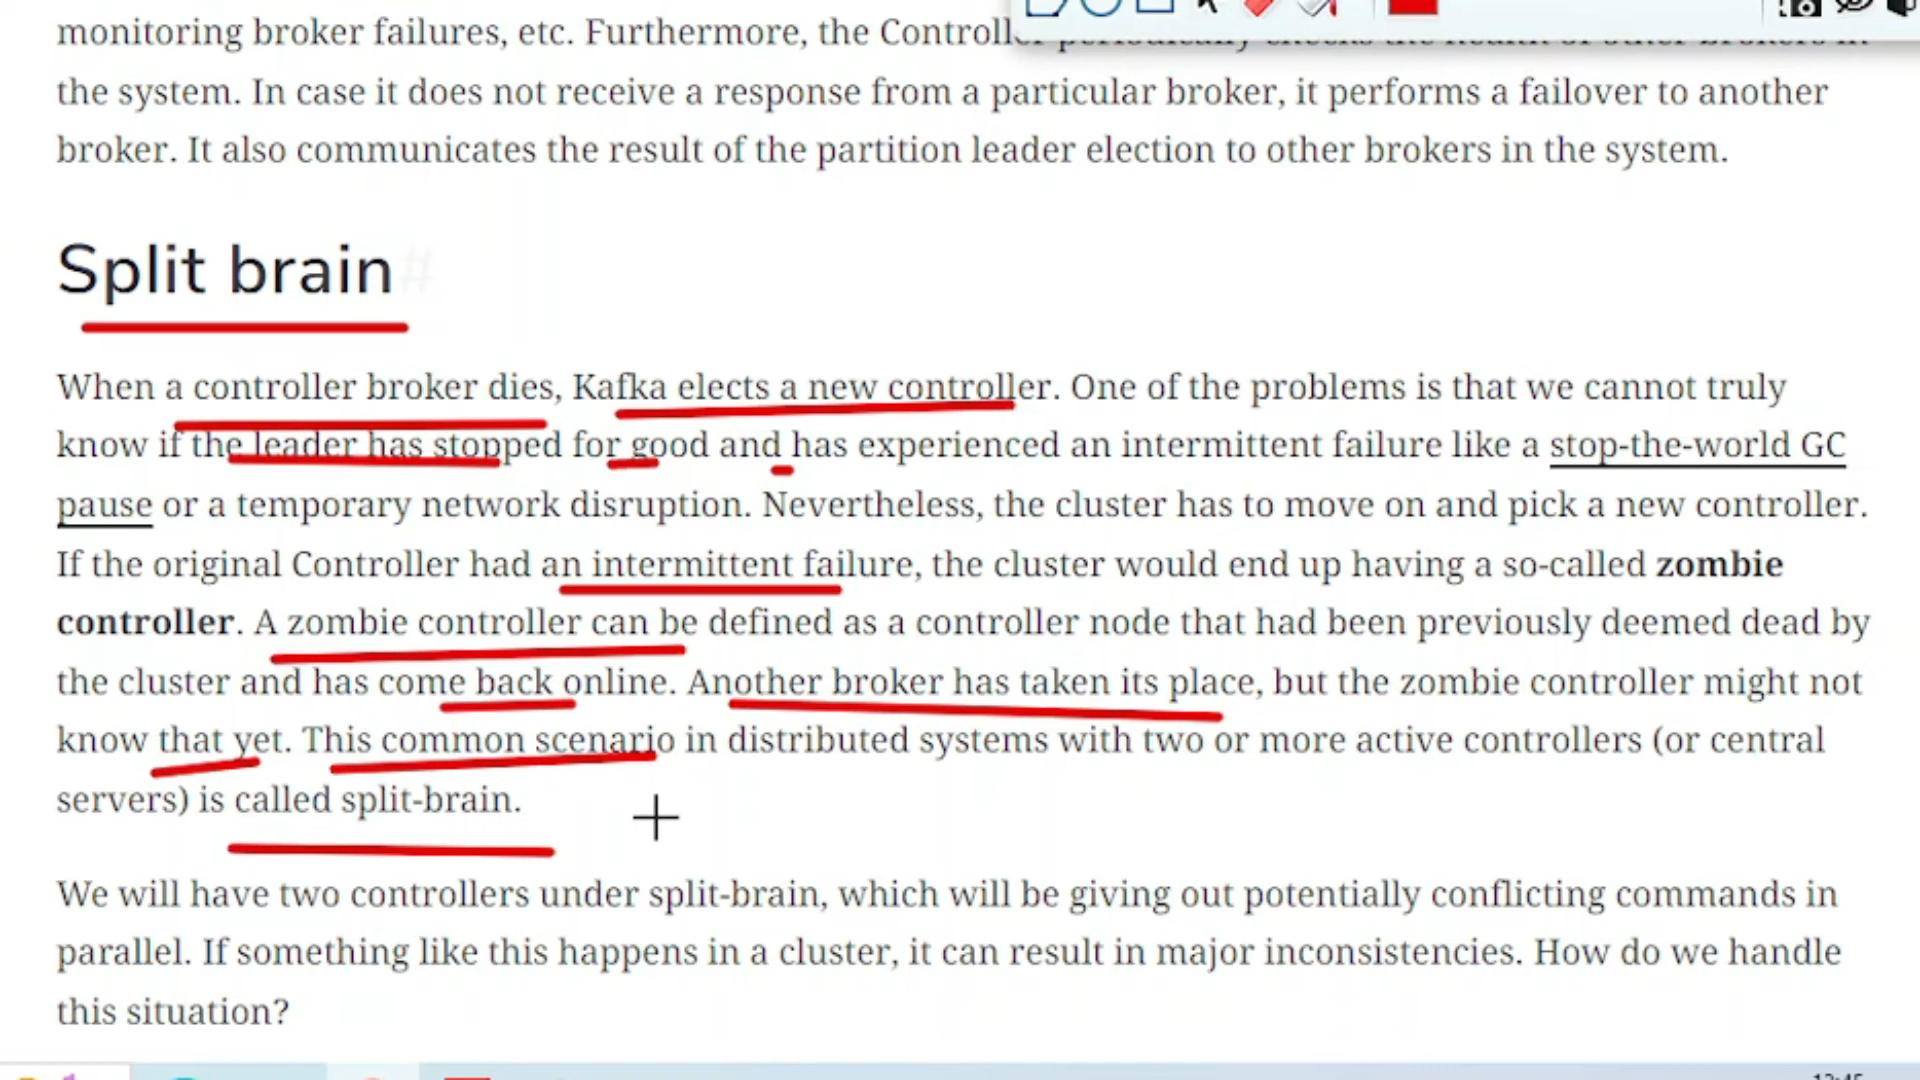 monitoring broker failures, etc. Furthermore, the Controller periodically checks the health of other brokers in
the system. In case it does not receive a response from a particular broker, it performs a failover to another
broker. It also communicates the result of the partition leader election to other brokers in the system.
Split brain#
When a controller broker dies, Kafka elects a new controller. One of the problems is that we cannot truly
know if the leader has stopped for good and has experienced an intermittent failure like a stop-the-world GC
pause or a temporary network disruption. Nevertheless, the cluster has to move on and pick a new controller.
If the original Controller had an intermittent failure, the cluster would end up having a so-called zombie
controller. A zombie controller can be defined as a controller node that had been previously deemed dead by
the cluster and has come back online. Another broker has taken its place, but the zombie controller might not
know that yet. This common scenario in distributed systems with two or more active controllers (or central
servers) is called split-brain.
We will have two controllers under split-brain, which will be giving out potentially conflicting commands in
parallel. If something like this happens in a cluster, it can result in major inconsistencies. How do we handle
this situation?